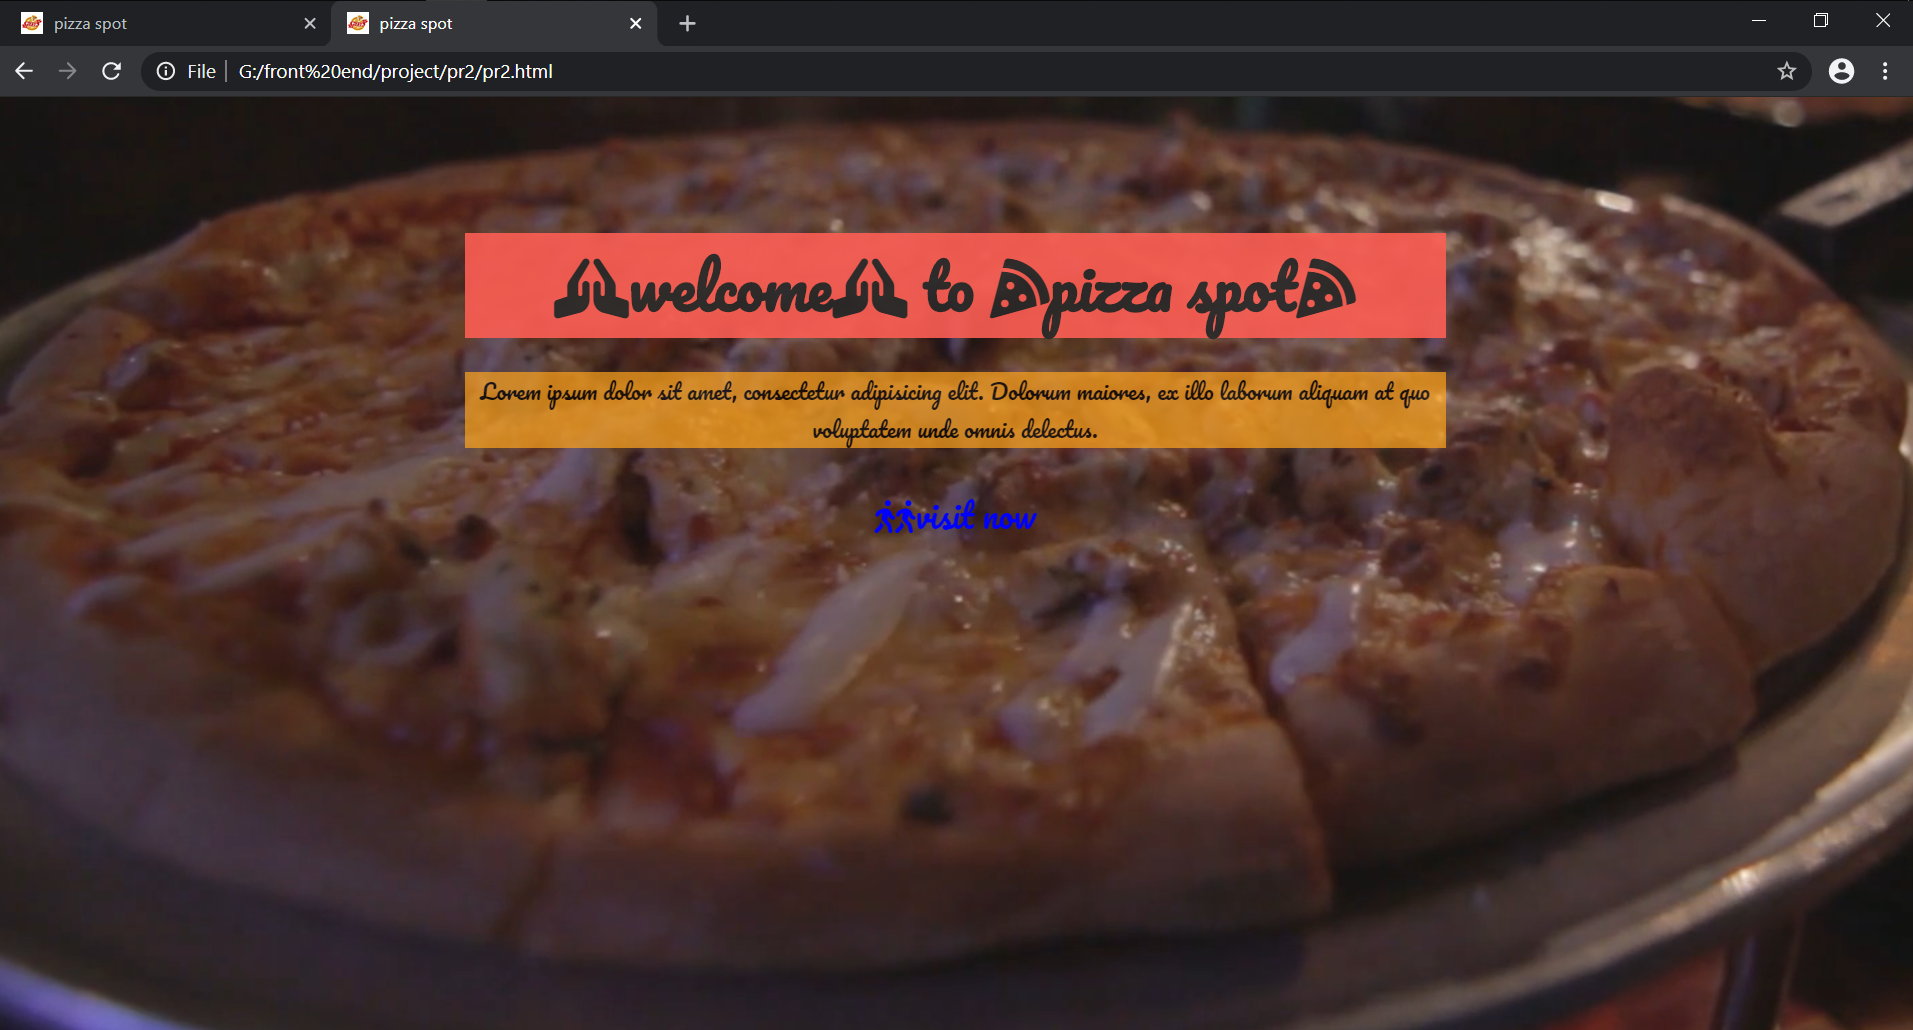 pizza spot
pizza spot
File G:/front%20end/project/pr2/pr2.html
welcome to pizza spot
Lorem ipsum dolor sit amet, consectetur adipisicing elit. Dolorum maiores, ex illo laborum aliquam at quo
voluptatem unde omnis delectus.
visit now